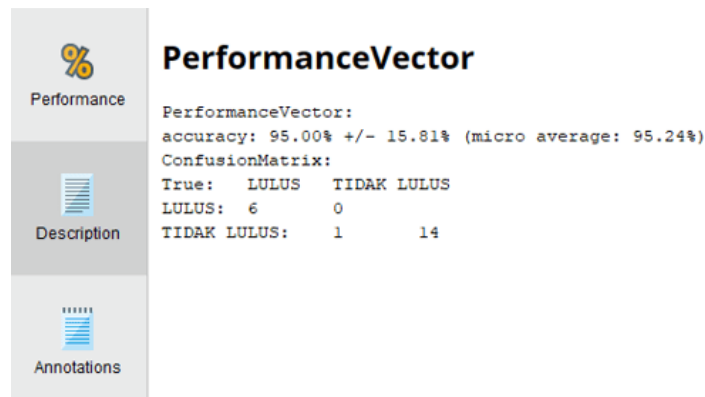 Performance
Description
Annotations
PerformanceVector
PerformanceVector:
accuracy: 95.00% +/- 15.81% (micro average: 95.24%)
ConfusionMatrix:
True: LULUS TIDAK LULUS
LULUS: 6 0
TIDAK LULUS: 1 14